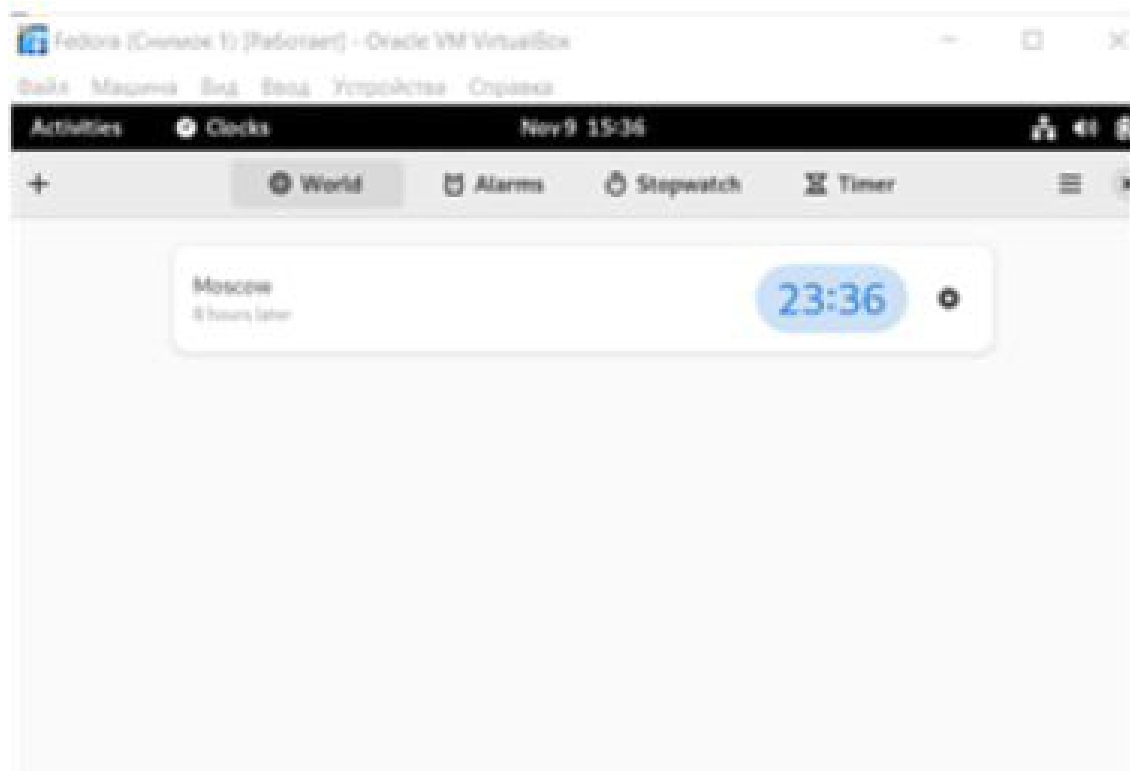 Fedora (Снимок 1) [Работает] - Oracle VM VirtualBox
Файл Машина Вид Ввод Устройства Справка
Activities Clocks Nov 9 15:36
+ World Alarms Stopwatch Timer
Moscow 23:36
8 hours later